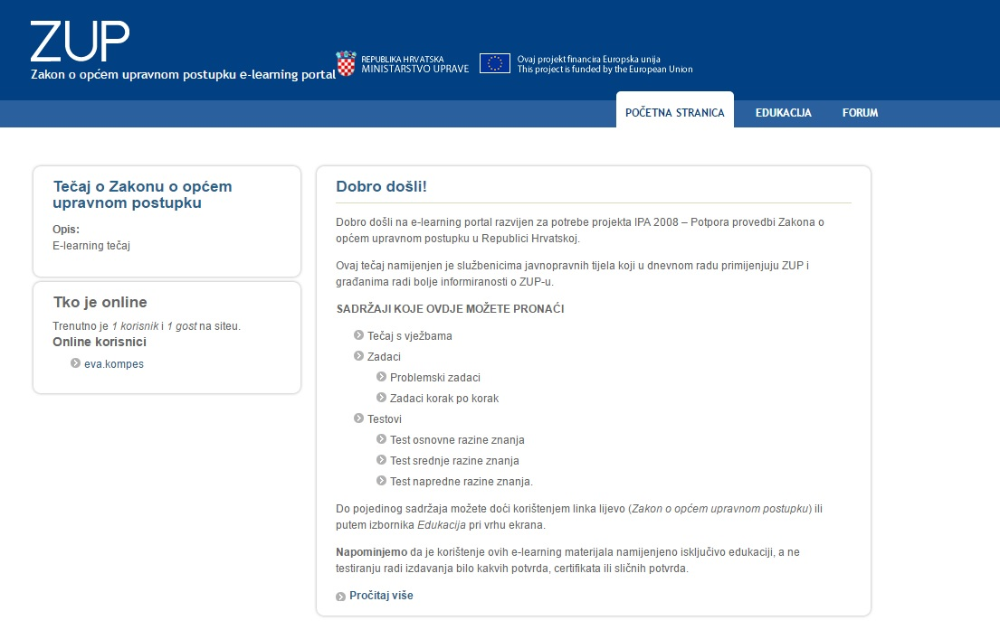 ZUP
Zakon o općem upravnom postupku e-learning portal
REPUBLIKA HRVATSKA
MINISTARSTVO UPRAVE
Ovaj projekt financira Europska unija
This project is funded by the European Union
POČETNA STRANICA
EDUKACIJA
FORUM
Tečaj o Zakonu o općem
upravnom postupku
Opis:
E-learning tečaj
Tko je online
Trenutno je 1 korisnik i 1 gost na siteu.
Online korisnici
eva.kompes
Dobro došli!
Dobro došli na e-learning portal razvijen za potrebe projekta IPA 2008 – Potpora provedbi Zakona o
općem upravnom postupku u Republici Hrvatskoj.
Ovaj tečaj namijenjen je službenicima javnopravnih tijela koji u dnevnom radu primijenjuju ZUP i
građanima radi bolje informiranosti o ZUP-u.
SADRŽAJI KOJE OVDJE MOŽETE PRONAĆI
Tečaj s vježbama
Zadaci
Problemski zadaci
Zadaci korak po korak
Testovi
Test osnovne razine znanja
Test srednje razine znanja
Test napredne razine znanja.
Do pojedinog sadržaja možete doći korištenjem linka lijevo (Zakon o općem upravnom postupku) ili
putem izbornika Edukacija pri vrhu ekrana.
Napominjemo da je korištenje ovih e-learning materijala namijenjeno isključivo edukaciji, a ne
testiranju radi izdavanja bilo kakvih potvrda, certifikata ili sličnih potvrda.
Pročitaj više